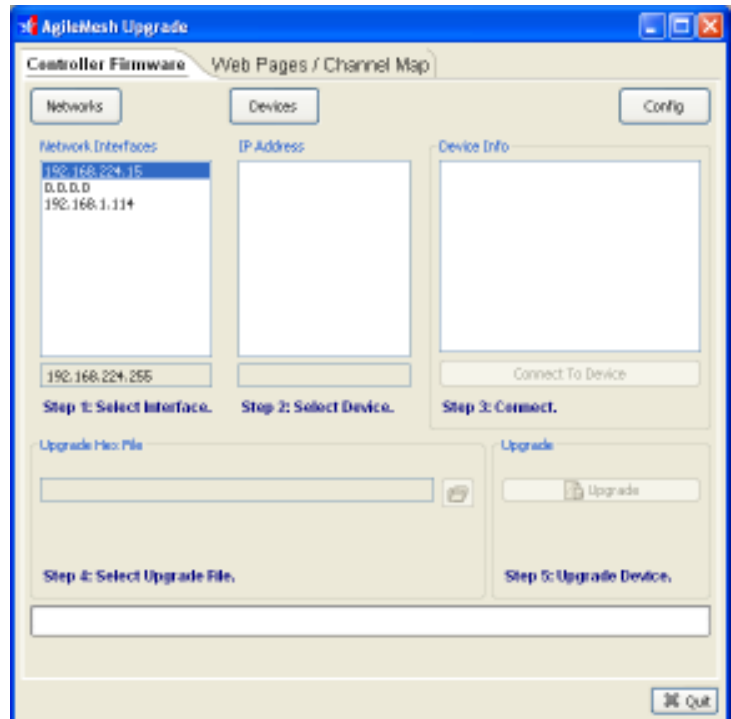 AgileMesh Upgrade
Controller Firmware Web Pages / Channel Map
Networks Devices Config
Network Interfaces IP Address Device Info
192.168.224.15
0.0.0.0
192.168.1.114
192.168.224.255 Connect To Device
Step 1: Select Interface. Step 2: Select Device. Step 3: Connect.
Upgrade Hex File Upgrade
Upgrade
Step 4: Select Upgrade File. Step 5: Upgrade Device.
Quit